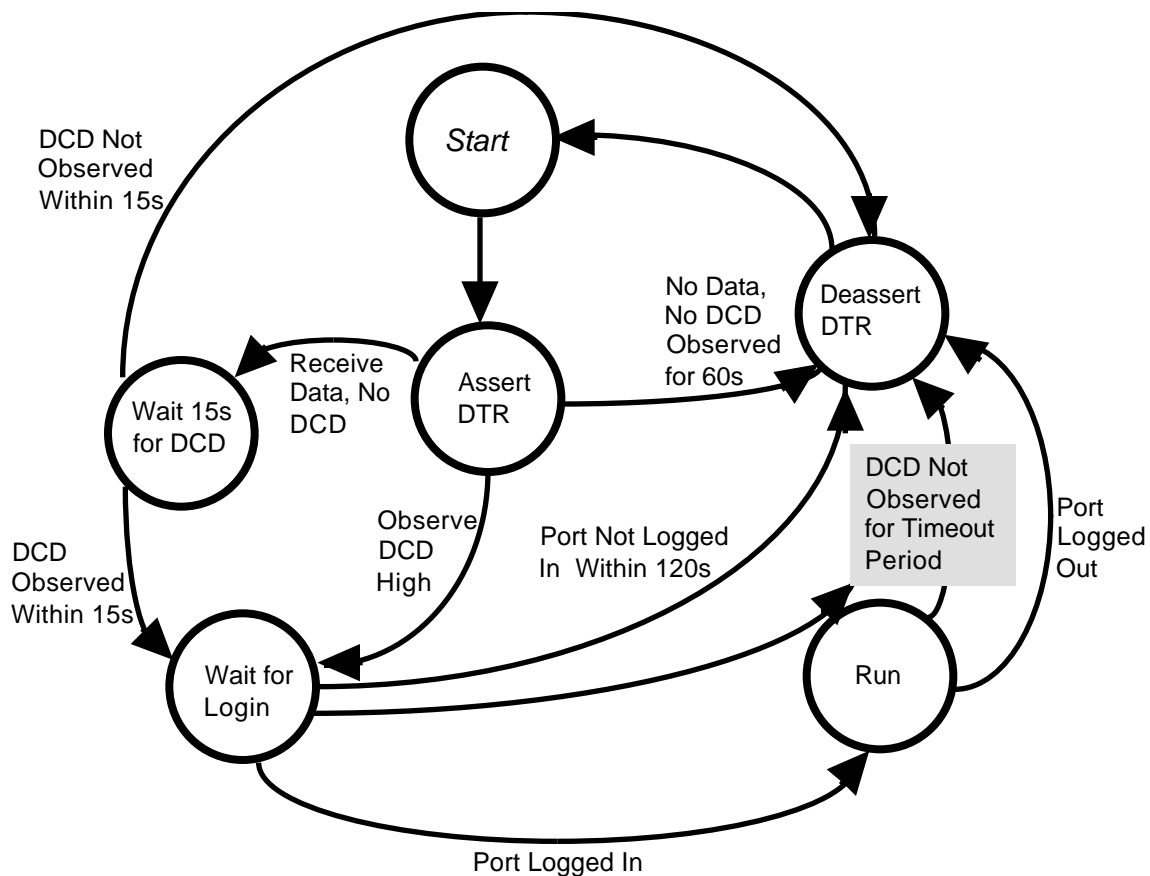 Start
DCD Not
Observed
Within 15s
No Data,
No DCD
Observed
for 60s
Deassert
DTR
Receive
Data, No
DCD
Assert
DTR
Wait 15s
for DCD
DCD Not
Observed
for Timeout
Period
Port
Logged
Out
Observe
DCD
High
Port Not Logged
In Within 120s
DCD
Observed
Within 15s
Wait for
Login
Run
Port Logged In